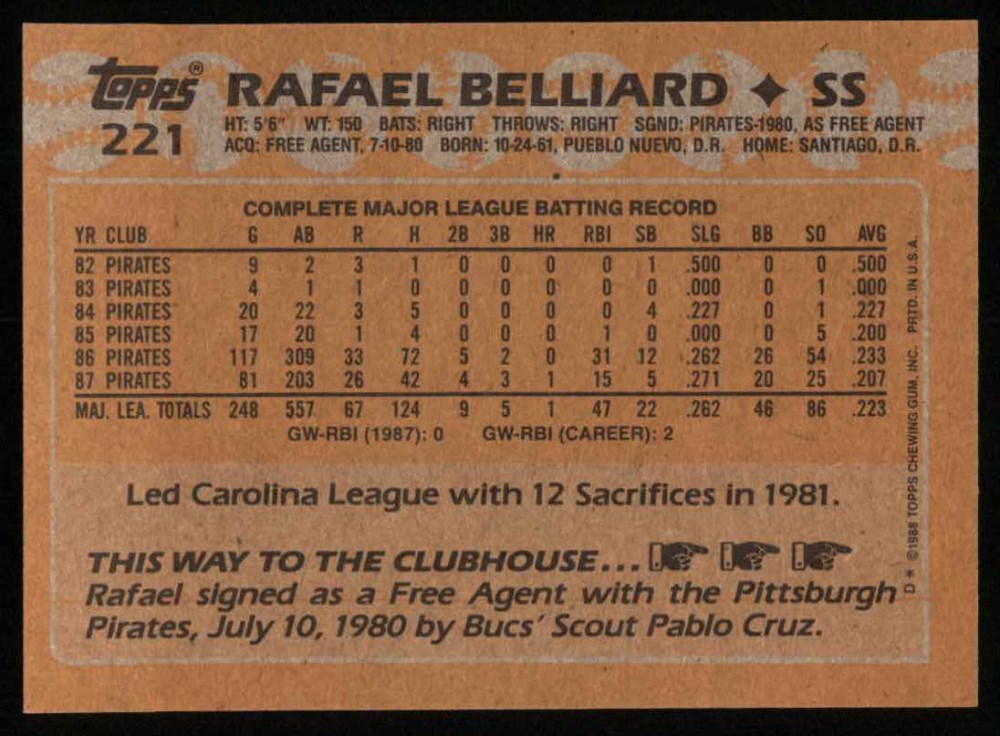 Topps® RAFAEL BELLIARD ♦ SS
221
HT: 5'6" WT: 150 BATS: RIGHT THROWS: RIGHT SGND: PIRATES-1980, AS FREE AGENT
ACQ: FREE AGENT, 7-10-80 BORN: 10-24-61, PUEBLO NUEVO, D.R. HOME: SANTIAGO, D.R.
COMPLETE MAJOR LEAGUE BATTING RECORD
YR CLUB G AB R H 2B 3B HR RBI SB SLG BB SO AVG
82 PIRATES 9 2 3 1 0 0 0 0 1 .500 0 0 .500
83 PIRATES 4 1 1 0 0 0 0 0 0 .000 0 1 .000
84 PIRATES 20 22 3 5 0 0 0 0 4 .227 0 1 .227
85 PIRATES 17 20 1 4 0 0 0 1 0 .000 0 5 .200
86 PIRATES 117 309 33 72 5 2 0 31 12 .262 26 54 .233
87 PIRATES 81 203 26 42 4 3 1 15 5 .271 20 25 .207
MAJ. LEA. TOTALS 248 557 67 124 9 5 1 47 22 .262 46 86 .223
GW-RBI (1987): 0 GW-RBI (CAREER): 2
Led Carolina League with 12 Sacrifices in 1981.
THIS WAY TO THE CLUBHOUSE...
Rafael signed as a Free Agent with the Pittsburgh
Pirates, July 10, 1980 by Bucs' Scout Pablo Cruz.
D* ©1988 TOPPS CHEWING GUM, INC. PRTD. IN U.S.A.